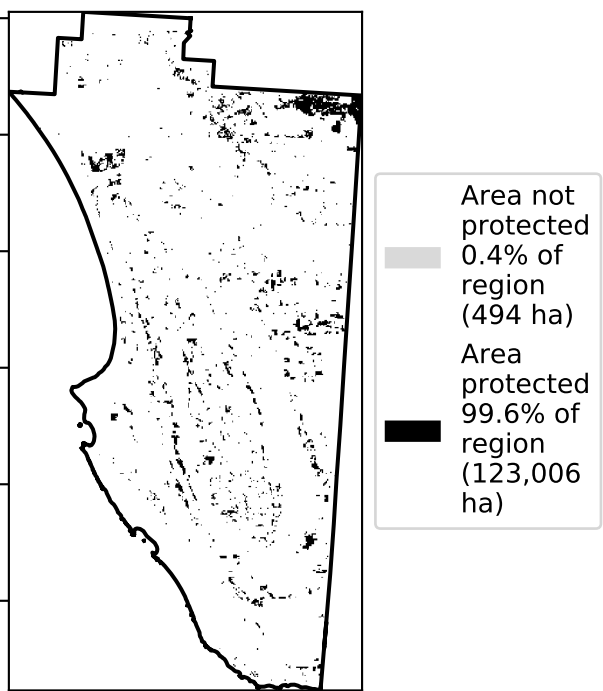 Area not
protected
0.4% of
region
(494 ha)
Area
protected
99.6% of
region
(123,006
ha)